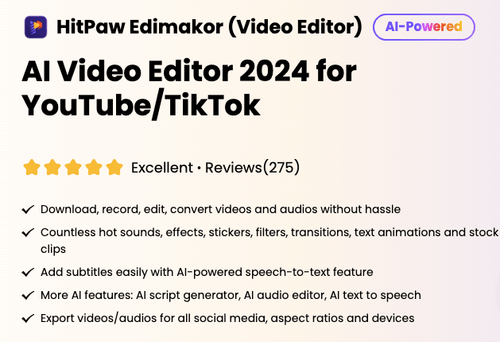 HitPaw Edimakor (Video Editor) AI-Powered
AI Video Editor 2024 for
YouTube/TikTok
Excellent • Reviews(275)
Download, record, edit, convert videos and audios without hassle
Countless hot sounds, effects, stickers, filters, transitions, text animations and stock
clips
Add subtitles easily with AI-powered speech-to-text feature
More AI features: AI script generator, AI audio editor, AI text to speech
Export videos/audios for all social media, aspect ratios and devices